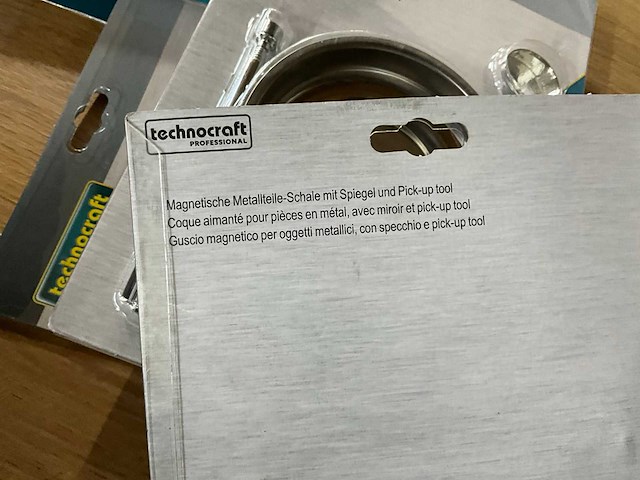 technocraft
PROFESSIONAL
Magnetische Metallteile-Schale mit Spiegel und Pick-up tool
Coque aimanté pour pièces en métal, avec miroir et pick-up tool
Guscio magnetico per oggetti metallici, con specchio e pick-up tool
technocraft